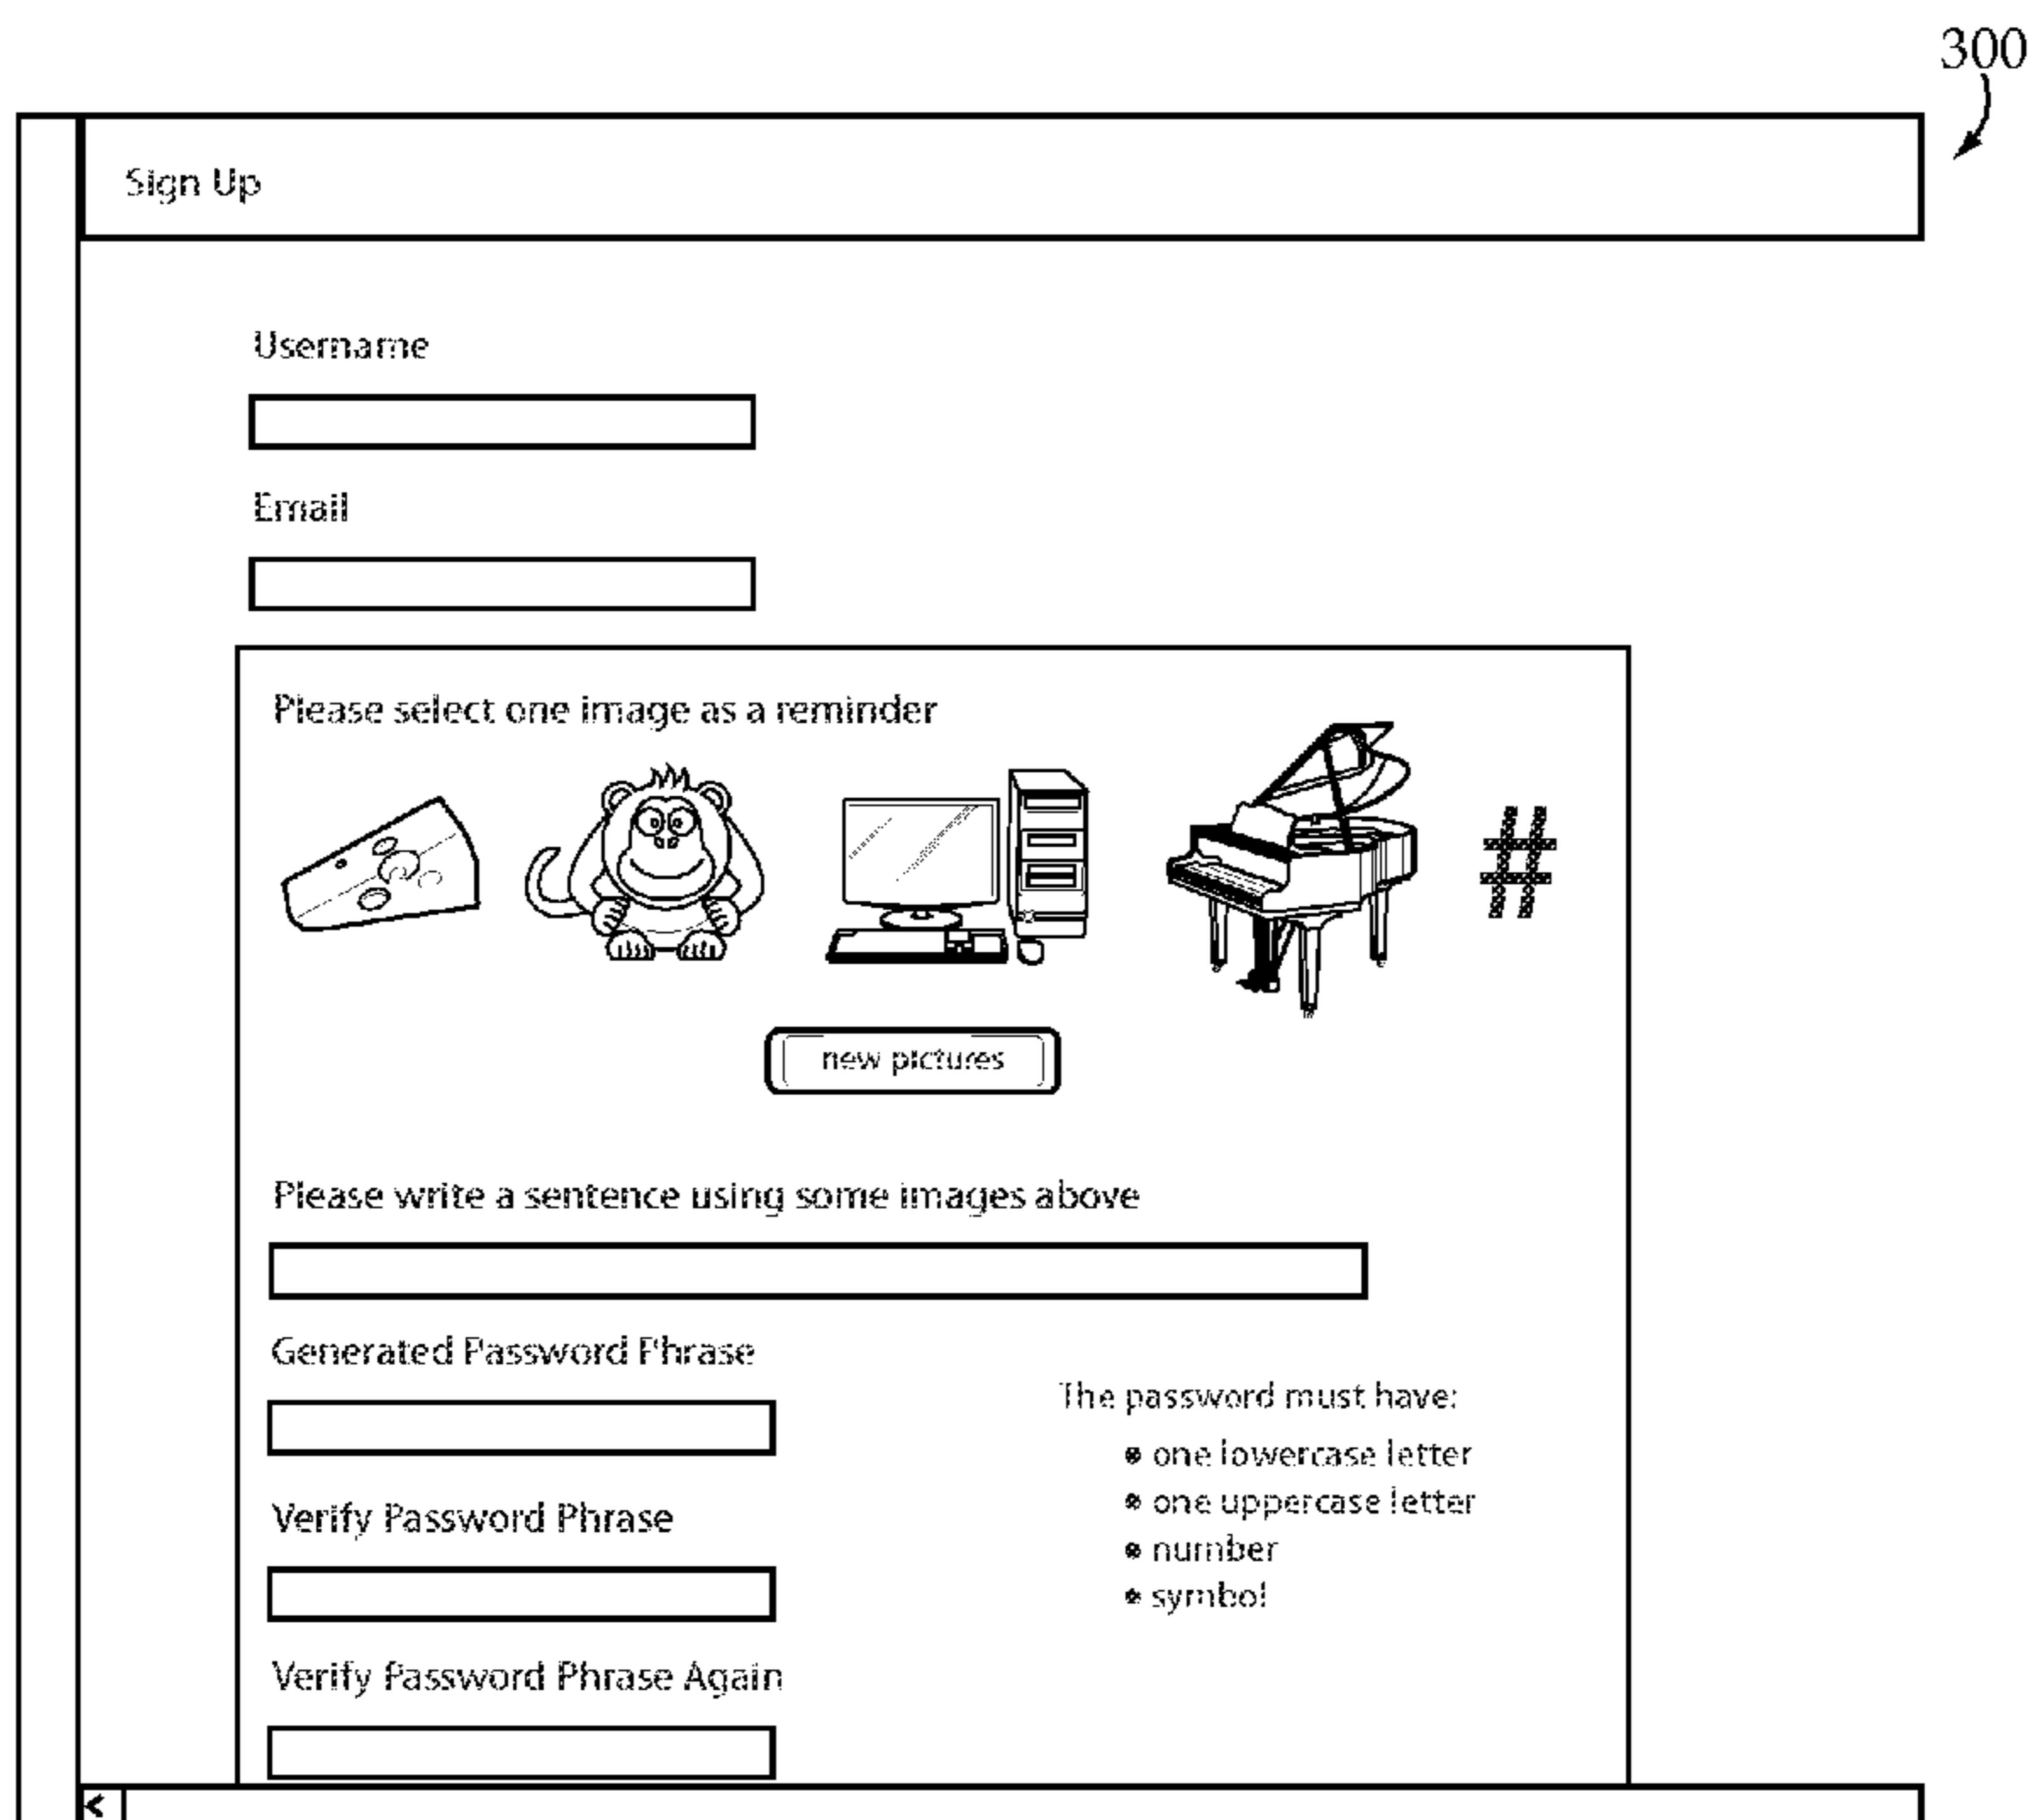 300
Sign Up
Username
Email
Please select one image as a reminder
#
new pictures
Please write a sentence using some images above
Generated Password Phrase
The password must have:
• one lowercase letter
• one uppercase letter
• number
• symbol
Verify Password Phrase
Verify Password Phrase Again
<